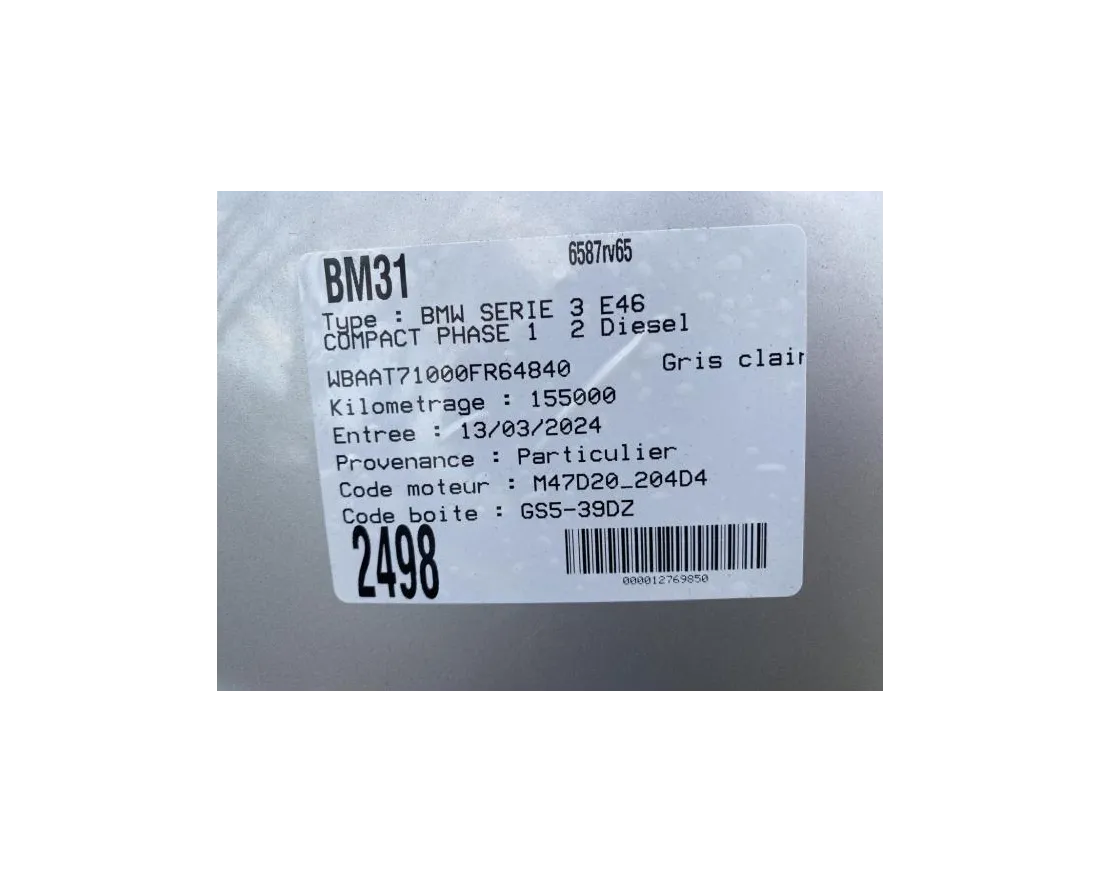 6587rv65
BM31
Type : BMW SERIE 3 E46
COMPACT PHASE 1 2 Diesel
WBAAT71000FR64840 Gris clair
Kilometrage : 155000
Entree : 13/03/2024
Provenance : Particulier
Code moteur : M47D20_204D4
Code boite : GS5-39DZ
2498
000012769850